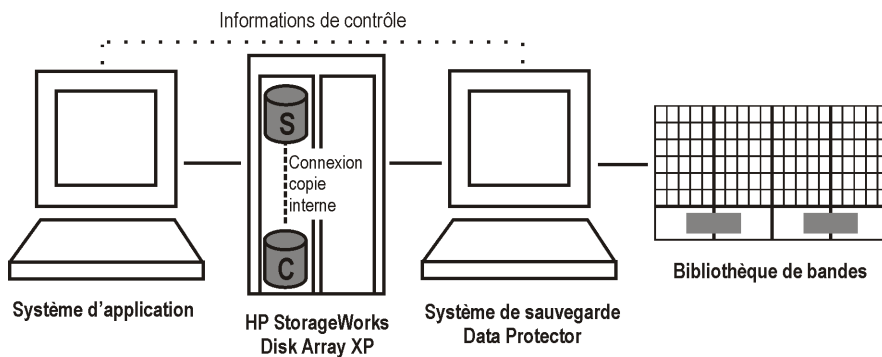 Informations de contrôle
S
Connexion
copie
interne
C
Système d'application
HP StorageWorks
Disk Array XP
Système de sauvegarde
Data Protector
Bibliothèque de bandes